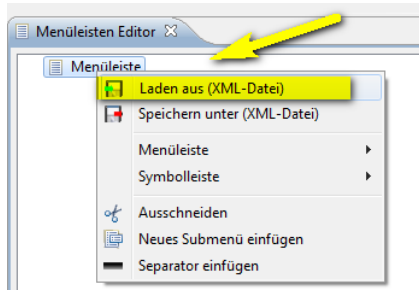 Menüleisten Editor
Menüleiste
Laden aus (XML-Datei)
Speichern unter (XML-Datei)
Menüleiste
Symbolleiste
Ausschneiden
Neues Submenü einfügen
Separator einfügen